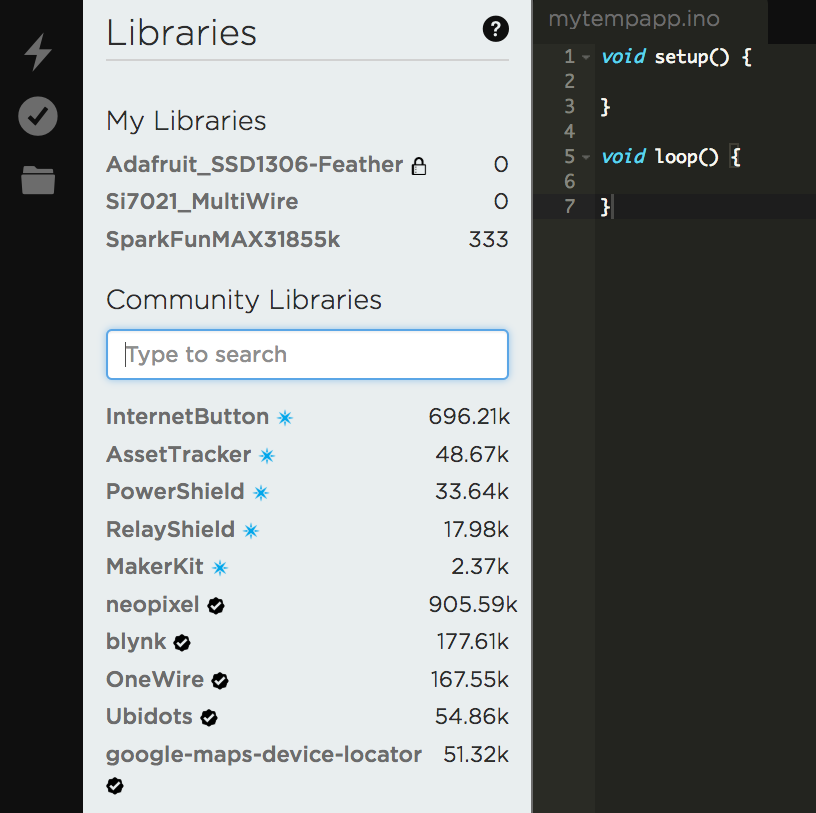 Libraries ?
My Libraries
Adafruit_SSD1306-Feather 0
Si7021_MultiWire 0
SparkFunMAX31855k 333
Community Libraries
Type to search
InternetButton 696.21k
AssetTracker 48.67k
PowerShield 33.64k
RelayShield 17.98k
MakerKit 2.37k
neopixel 905.59k
blynk 177.61k
OneWire 167.55k
Ubidots 54.86k
google-maps-device-locator 51.32k
mytempapp.ino
1 void setup() {
2
3 }
4
5 void loop() {
6
7 }